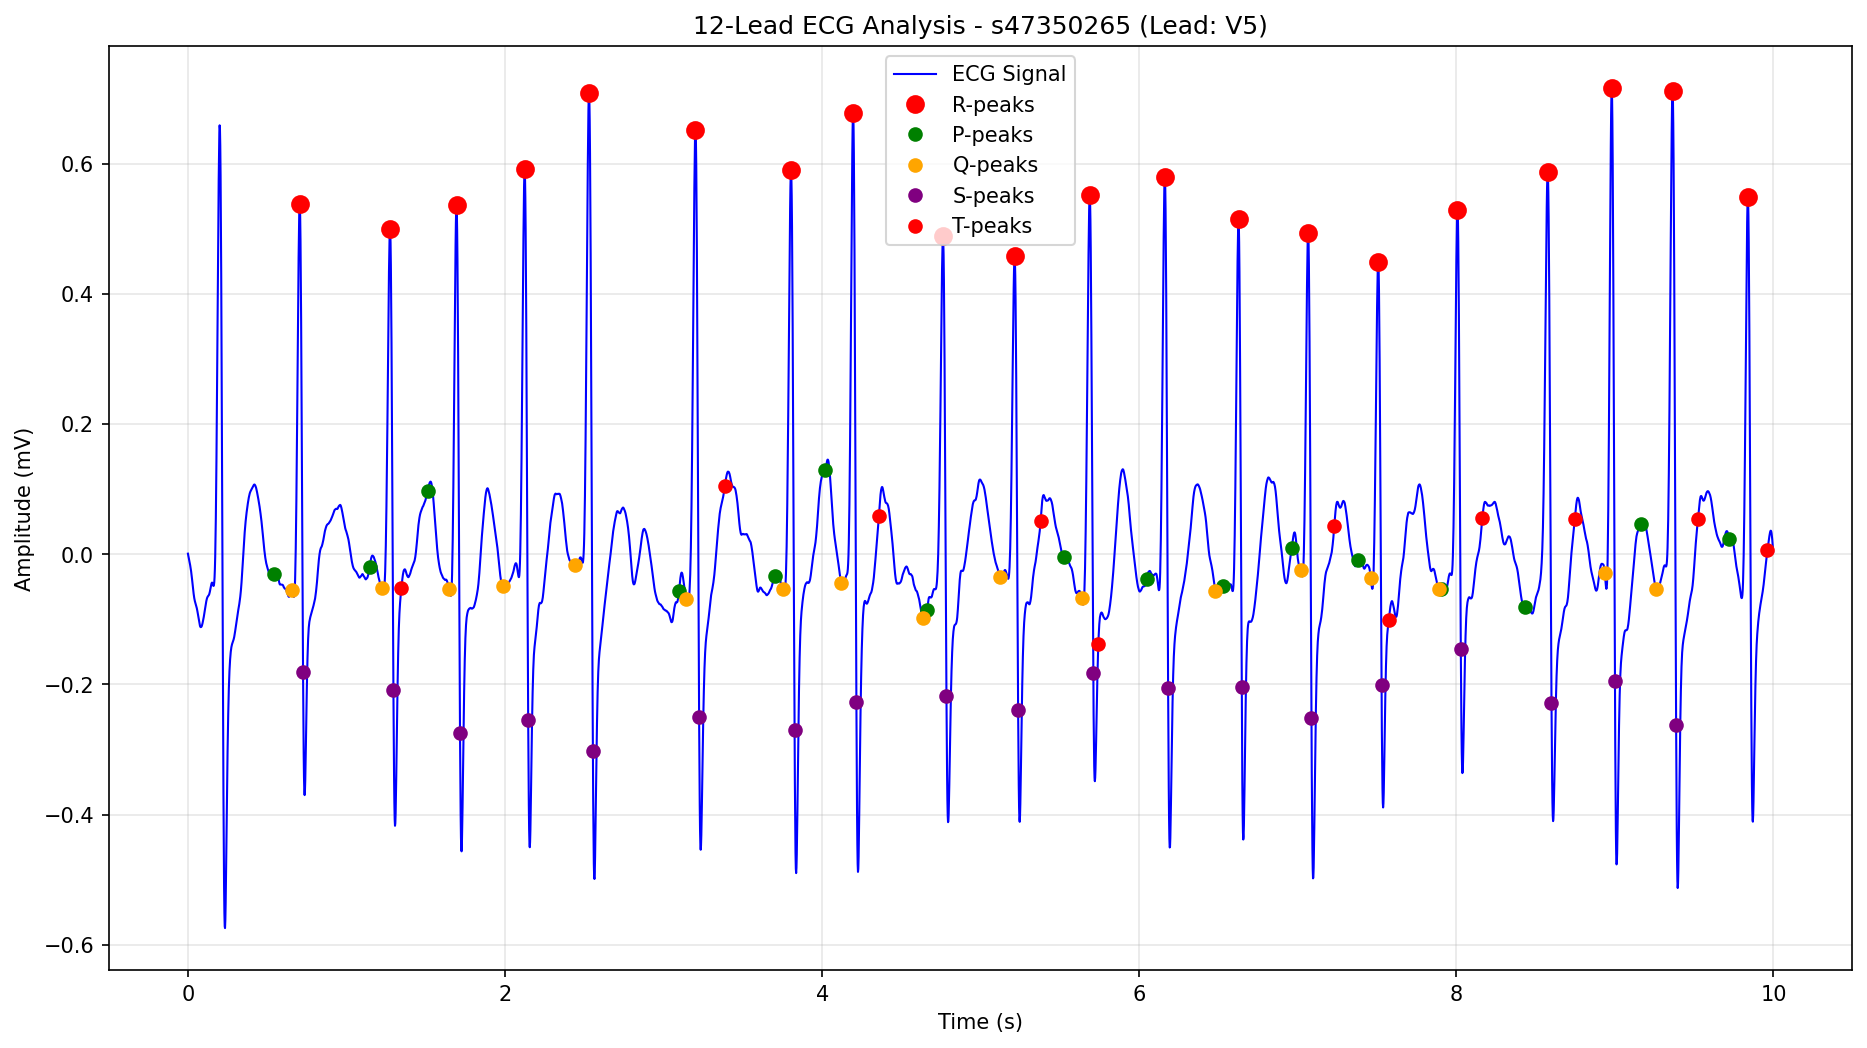 12-Lead ECG Analysis - s47350265 (Lead: V5)
ECG Signal
R-peaks
P-peaks
Q-peaks
S-peaks
T-peaks
Amplitude (mV)
0.6
0.4
0.2
0.0
−0.2
−0.4
−0.6
0 2 4 6 8 10
Time (s)